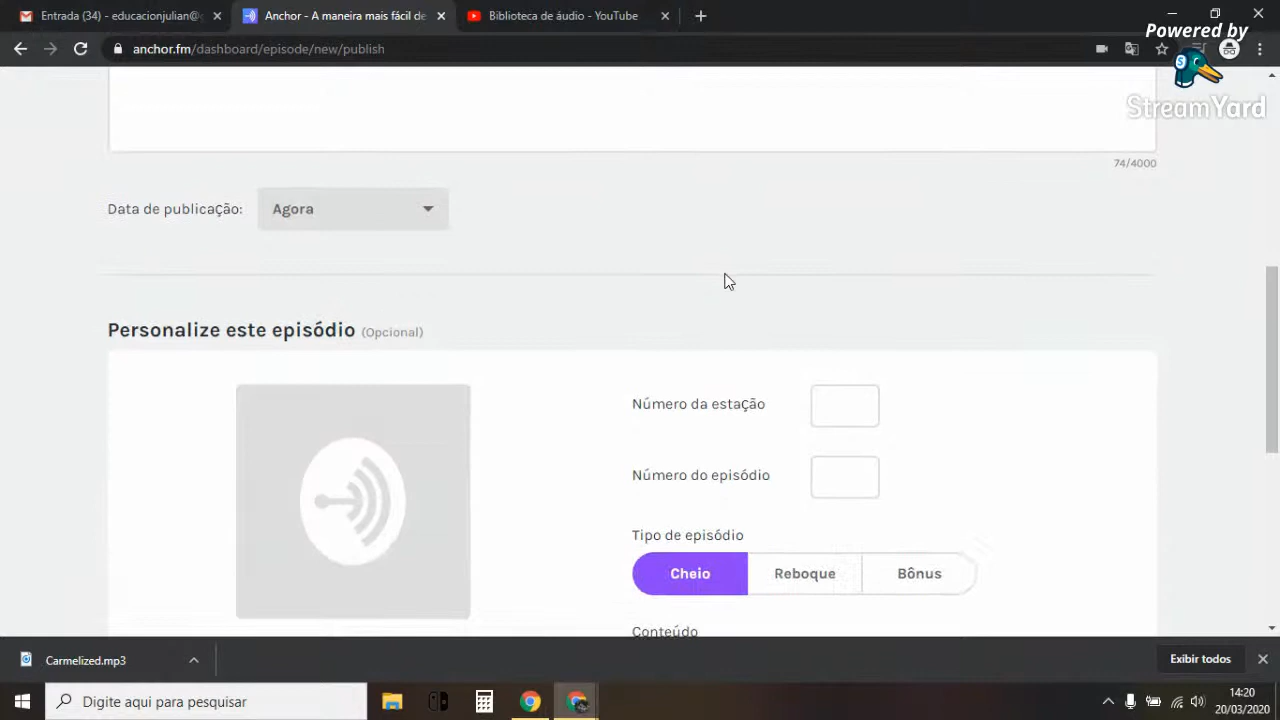 Entrada (34) - educacionjulian@
Anchor - A maneira mais fácil de
Biblioteca de áudio - YouTube
Powered by
StreamYard
anchor.fm/dashboard/episode/new/publish
74/4000
Data de publicação:
Agora
Personalize este episódio (Opcional)
Número da estação
Número do episódio
Tipo de episódio
Cheio
Reboque
Bônus
Conteúdo
Carmelized.mp3
Exibir todos
Digite aqui para pesquisar
14:20
20/03/2020